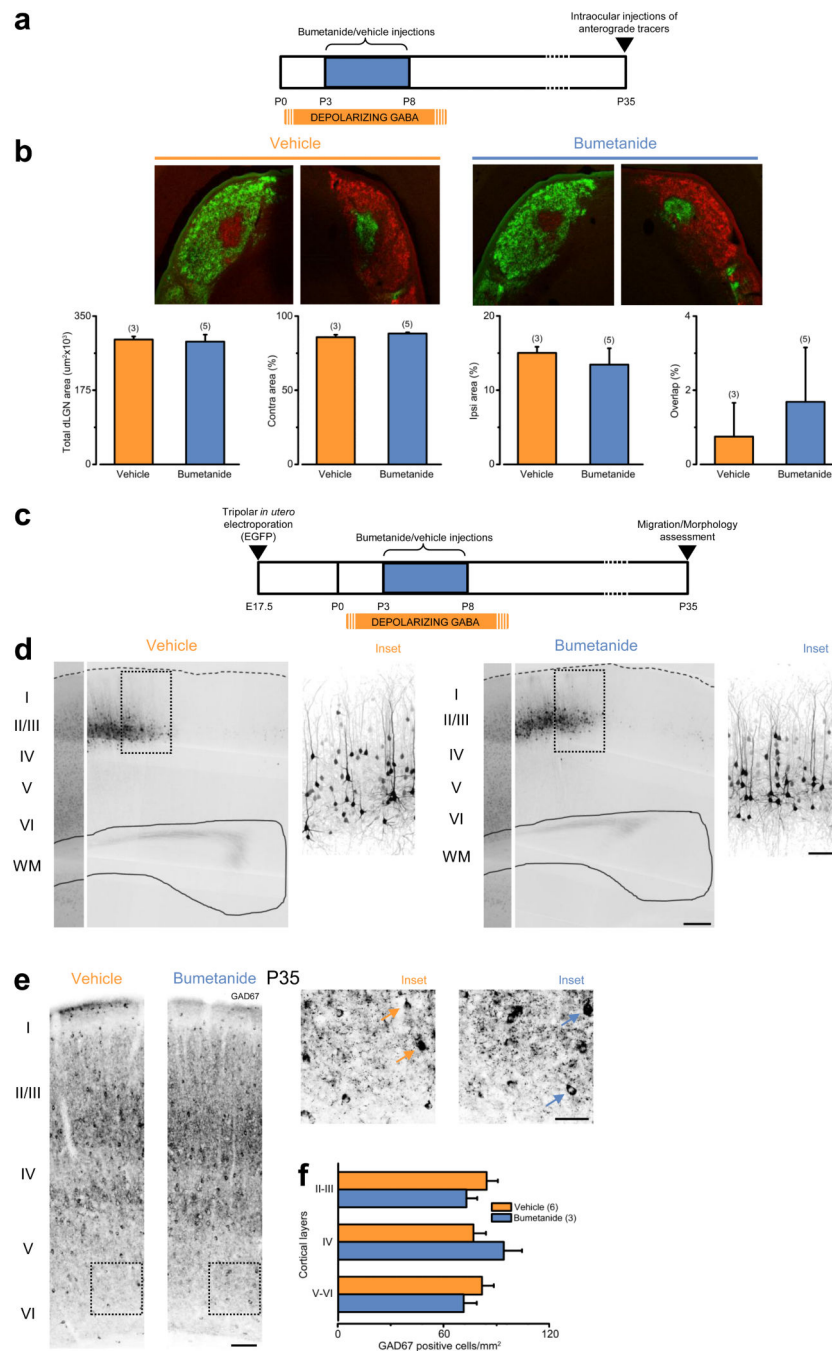 a
Intraocular injections of
anterograde tracers
Bumetanide/vehicle injections
P0 P3 P8 P35
DEPOLARIZING GABA
b
Vehicle Bumetanide
Total dLGN area (um²x10³)
350
175
0
(3) (5)
Vehicle Bumetanide
Contra area (%)
100
50
0
(3) (5)
Vehicle Bumetanide
Ipsi area (%)
20
10
0
(3) (5)
Vehicle Bumetanide
Overlap (%)
4
2
0
(3) (5)
Vehicle Bumetanide
c
Tripolar in utero
electroporation
(EGFP)
Bumetanide/vehicle injections
Migration/Morphology
assessment
E17.5 P0 P3 P8 P35
DEPOLARIZING GABA
d
Vehicle Inset Bumetanide Inset
I
II/III
IV
V
VI
WM
I
II/III
IV
V
VI
WM
e
Vehicle Bumetanide P35
GAD67
Inset Inset
I
II/III
IV
V
VI
f
Cortical layers
II-III
IV
V-VI
Vehicle (6)
Bumetanide (3)
0 60 120
GAD67 positive cells/mm²